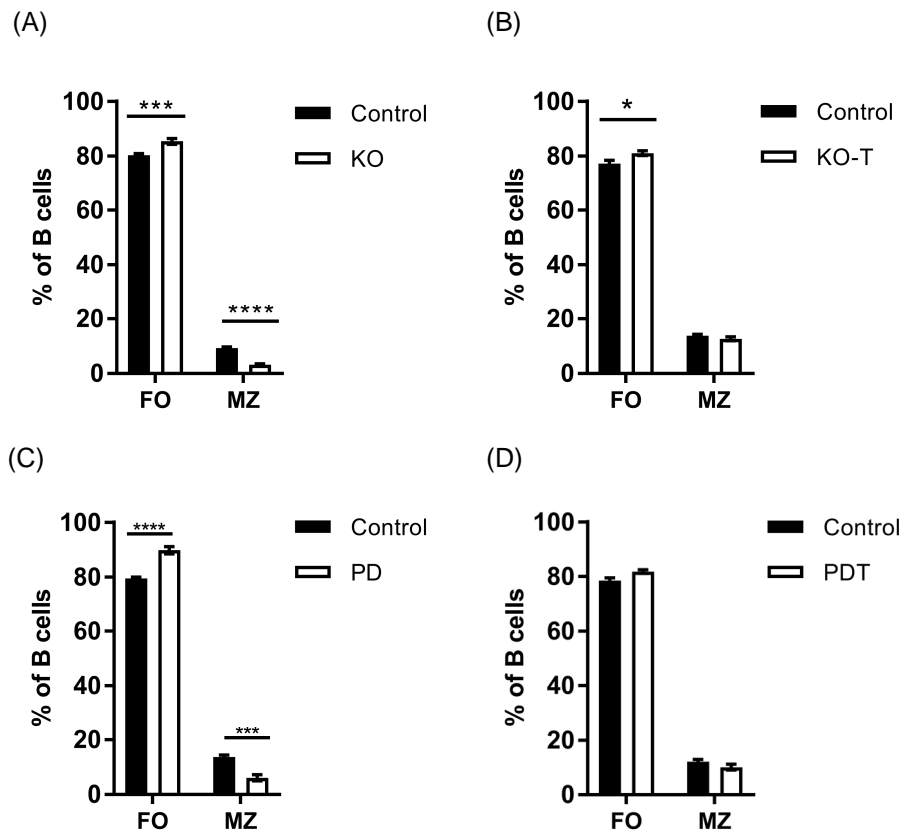 (A)
% of B cells
100
80
60
40
20
0
***
****
FO
MZ
Control
KO
(B)
% of B cells
100
80
60
40
20
0
*
FO
MZ
Control
KO-T
(C)
% of B cells
100
80
60
40
20
0
****
***
FO
MZ
Control
PD
(D)
% of B cells
100
80
60
40
20
0
FO
MZ
Control
PDT